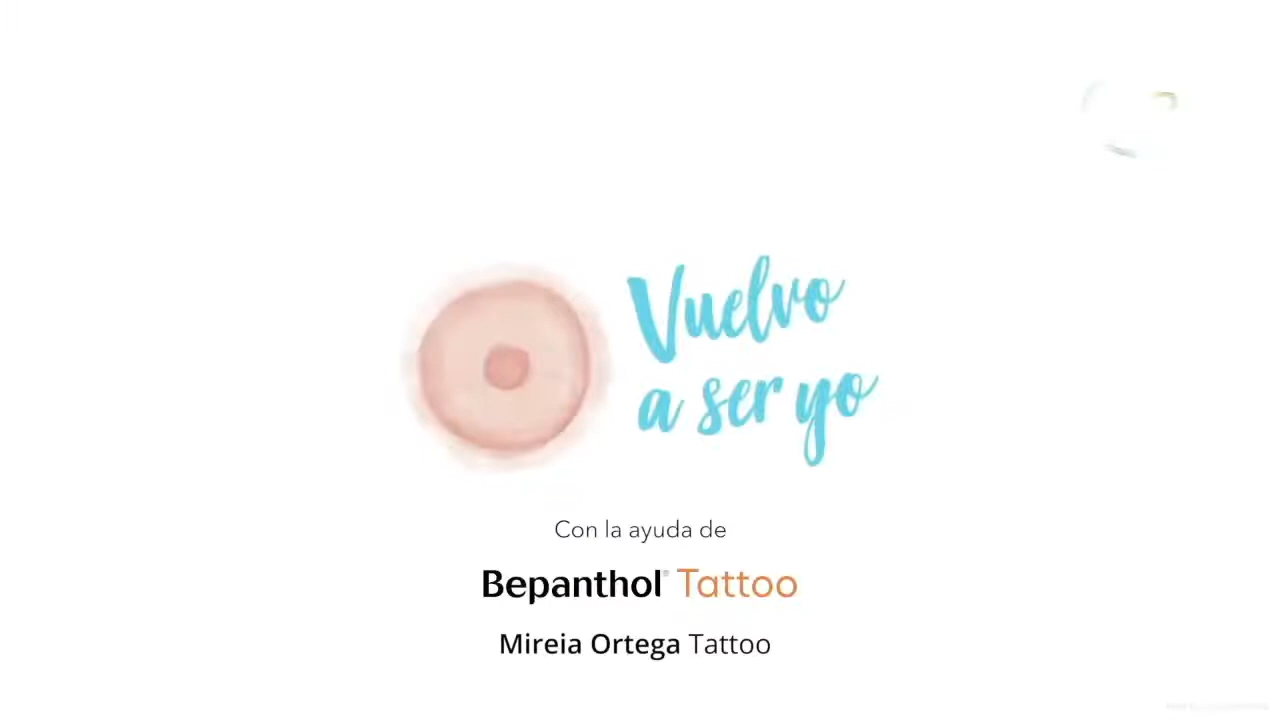 Vuelvo
a ser yo
Con la ayuda de
Bepanthol® Tattoo
Mireia Ortega Tattoo